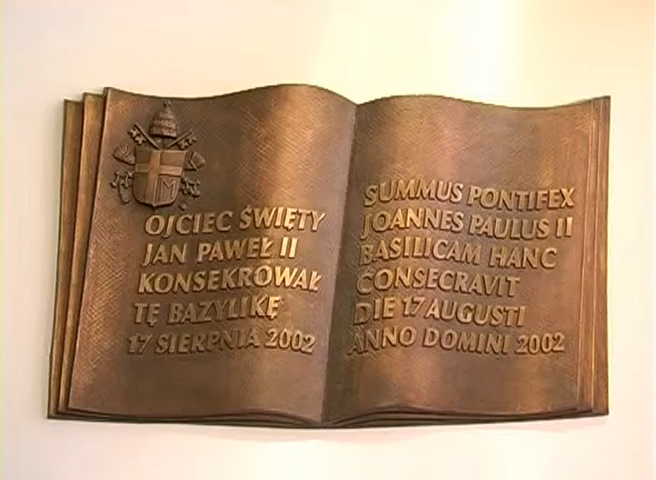 OJCIEC ŚWIĘTY
JAN PAWEŁ II
KONSEKROWAŁ
TĘ BAZYLIKĘ
17 SIERPNIA 2002
SUMMUS PONTIFEX
JOANNES PAULUS II
BASILICAM HANC
CONSECRAVIT
DIE 17 AUGUSTI
ANNO DOMINI 2002
M